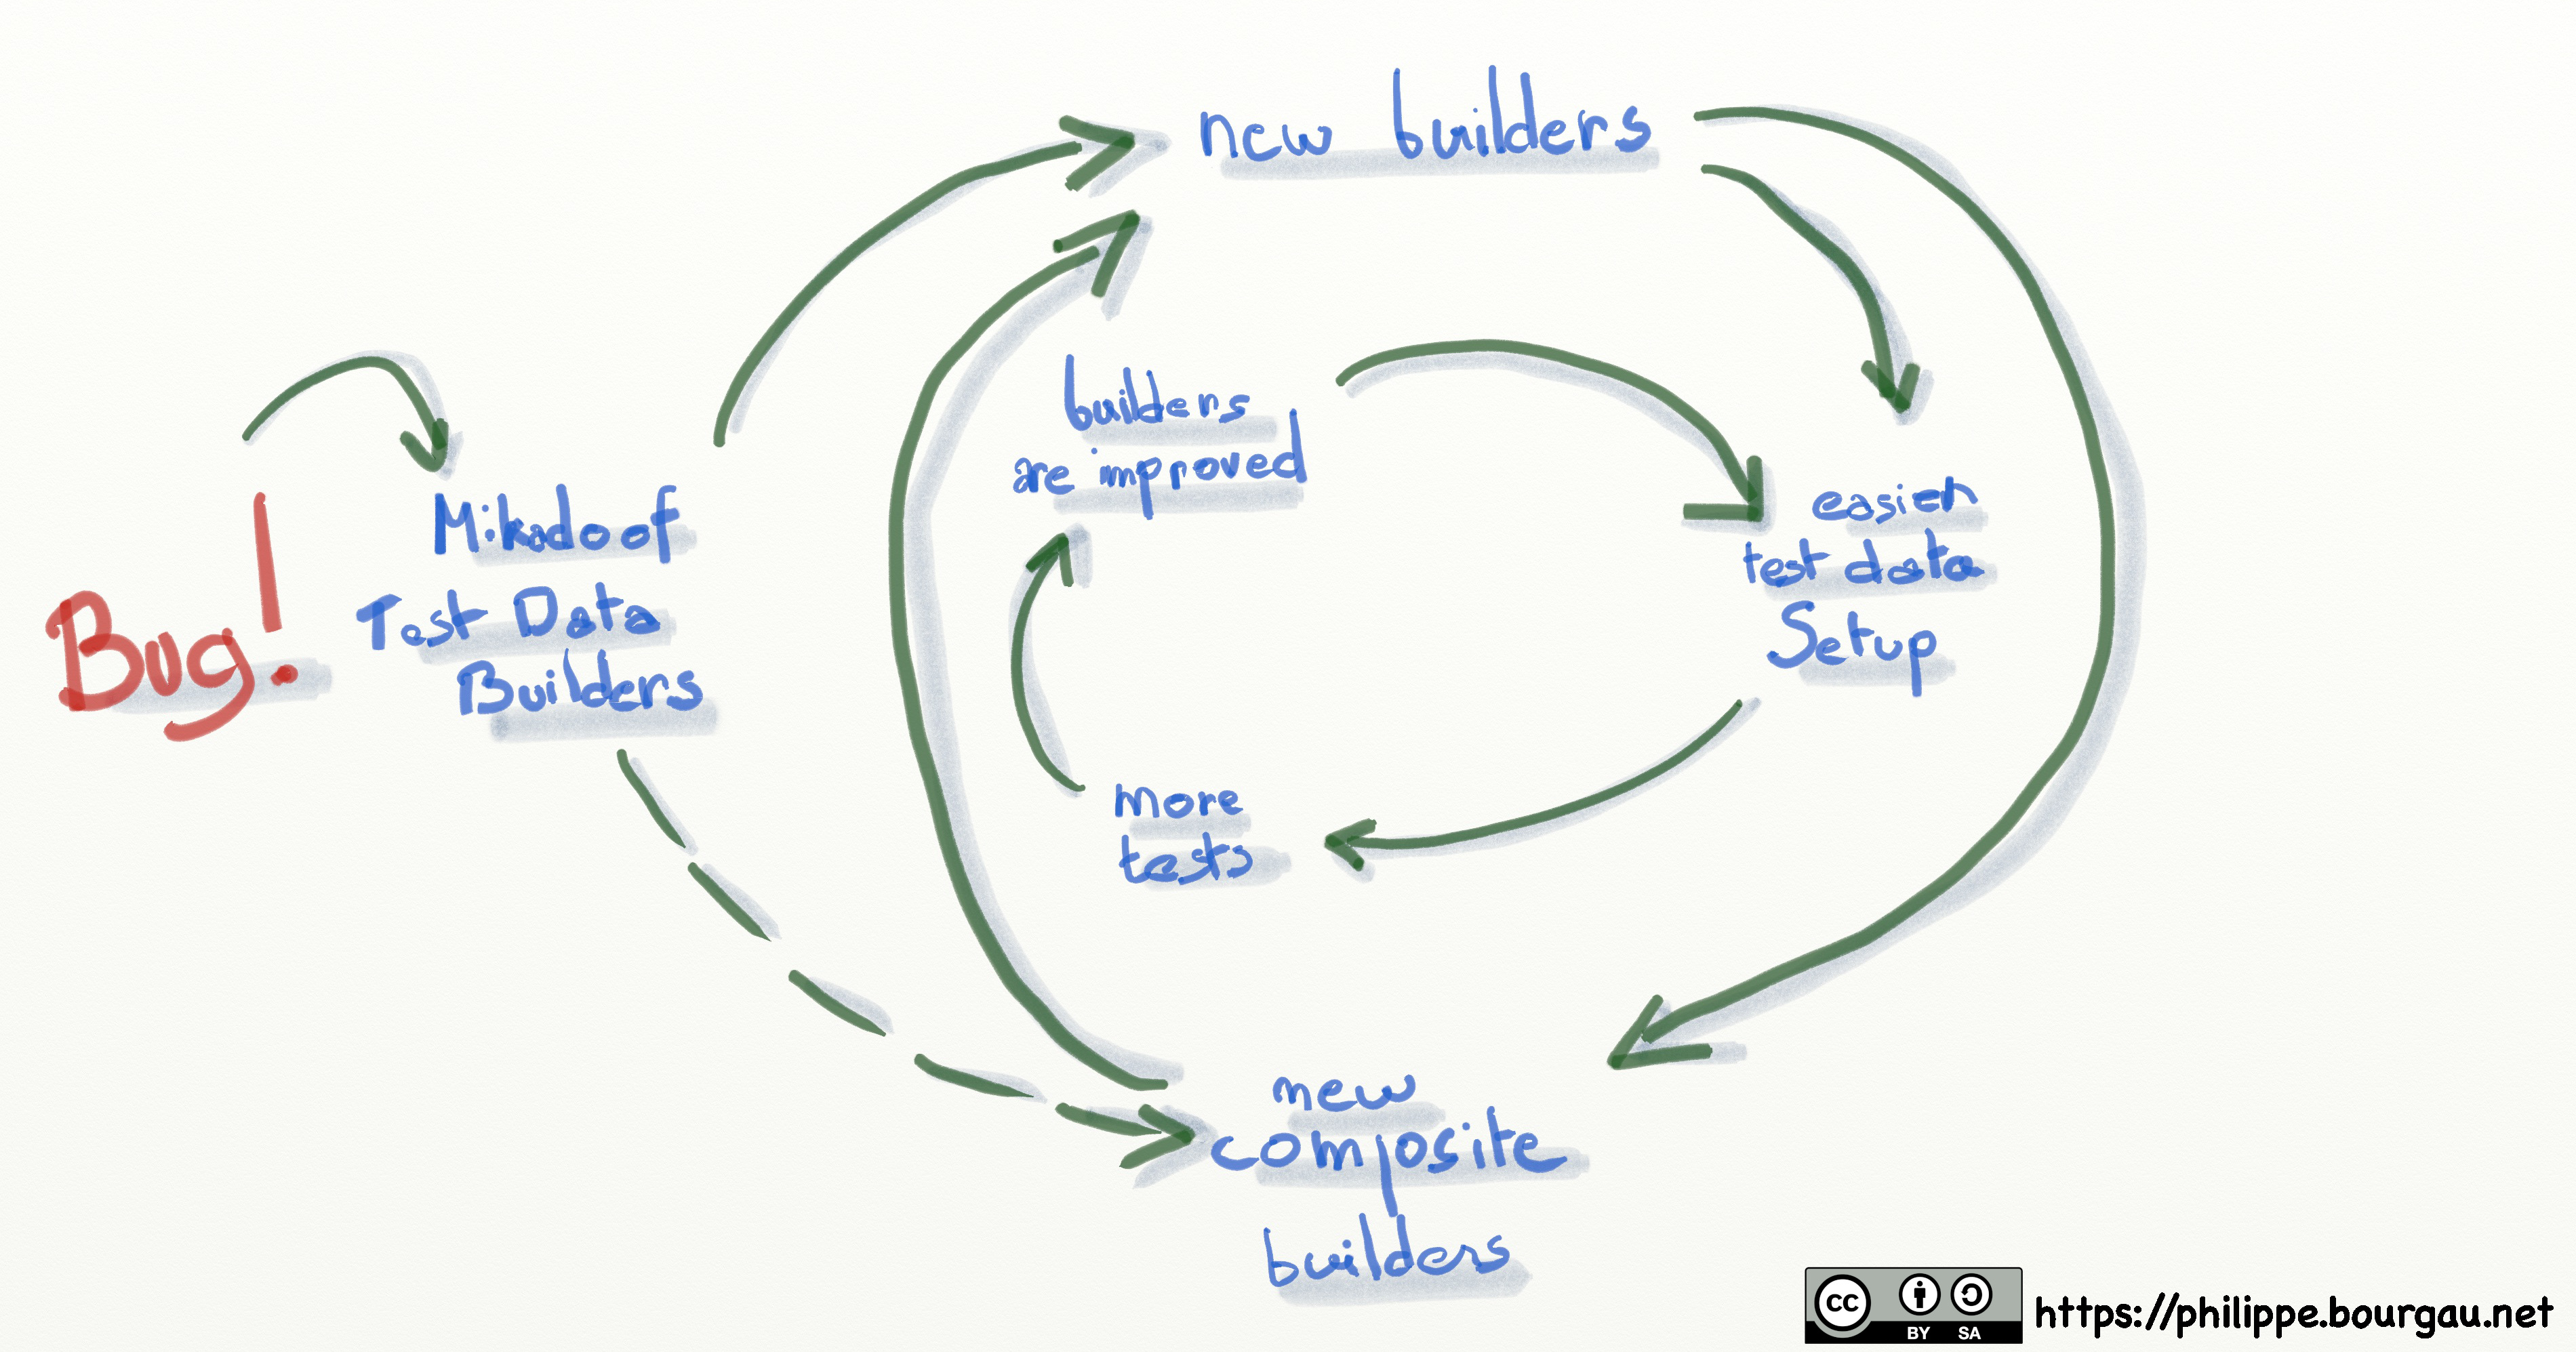 Bug!
Mikado of
Test Data
Builders
new builders
builders
are improved
easier
test data
Setup
more
tests
new
composite
builders
cc
BY SA
https://philippe.bourgau.net